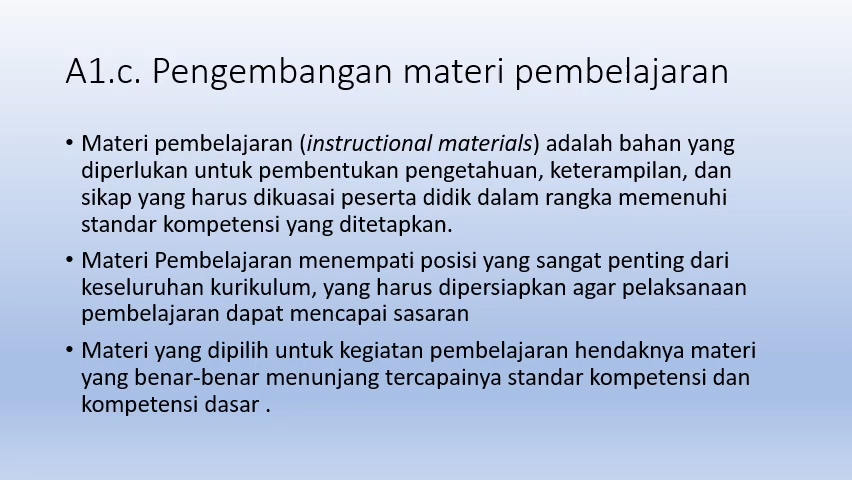 A1.c. Pengembangan materi pembelajaran
• Materi pembelajaran (instructional materials) adalah bahan yang
diperlukan untuk pembentukan pengetahuan, keterampilan, dan
sikap yang harus dikuasai peserta didik dalam rangka memenuhi
standar kompetensi yang ditetapkan.
• Materi Pembelajaran menempati posisi yang sangat penting dari
keseluruhan kurikulum, yang harus dipersiapkan agar pelaksanaan
pembelajaran dapat mencapai sasaran
• Materi yang dipilih untuk kegiatan pembelajaran hendaknya materi
yang benar-benar menunjang tercapainya standar kompetensi dan
kompetensi dasar .